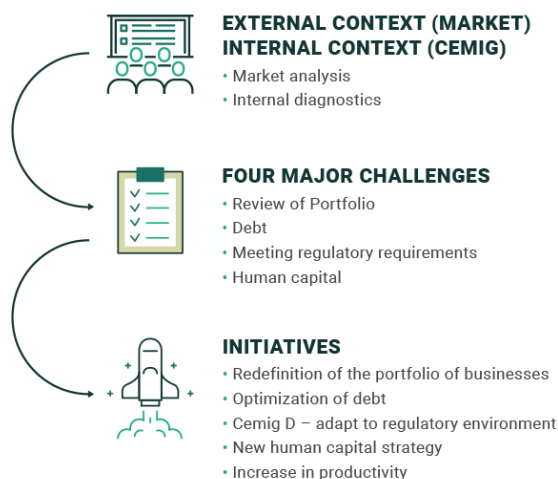 EXTERNAL CONTEXT (MARKET)
INTERNAL CONTEXT (CEMIG)
• Market analysis
• Internal diagnostics
FOUR MAJOR CHALLENGES
• Review of Portfolio
• Debt
• Meeting regulatory requirements
• Human capital
INITIATIVES
• Redefinition of the portfolio of businesses
• Optimization of debt
• Cemig D – adapt to regulatory environment
• New human capital strategy
• Increase in productivity